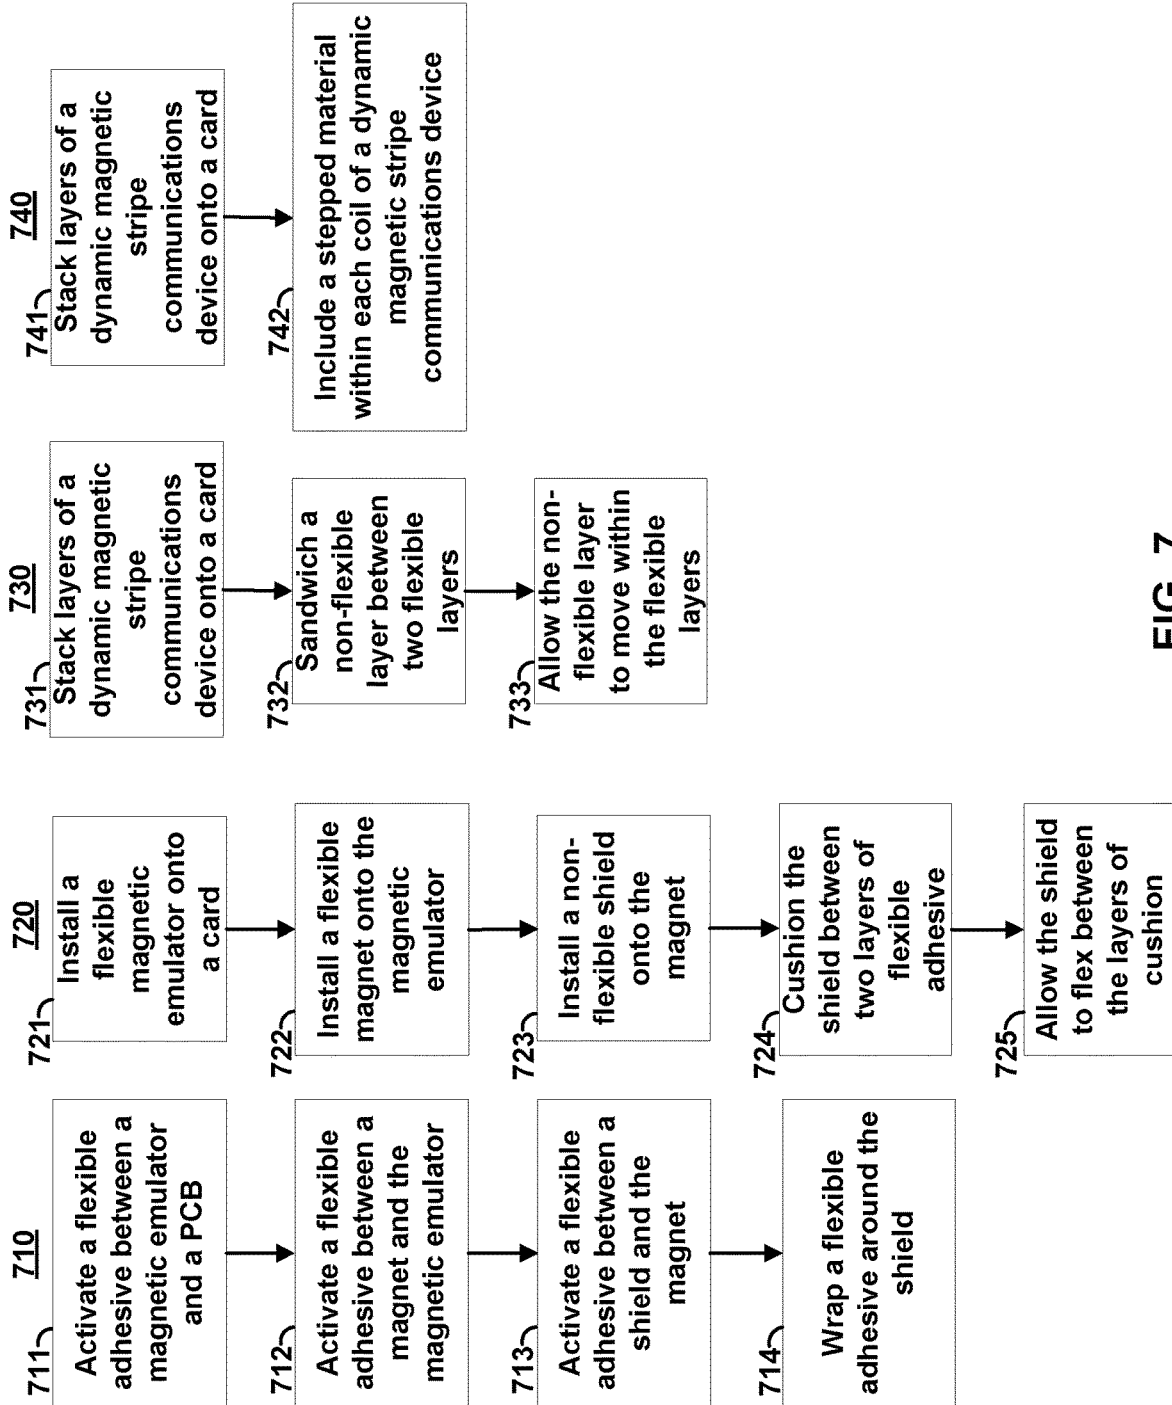 710
711
Activate a flexible
adhesive between a
magnetic emulator
and a PCB
712
Activate a flexible
adhesive between a
magnet and the
magnetic emulator
713
Activate a flexible
adhesive between a
shield and the
magnet
714
Wrap a flexible
adhesive around the
shield
720
721
Install a
flexible
magnetic
emulator onto
a card
722
Install a flexible
magnet onto the
magnetic
emulator
723
Install a non-
flexible shield
onto the
magnet
724
Cushion the
shield between
two layers of
flexible
adhesive
725
Allow the shield
to flex between
the layers of
cushion
730
731
Stack layers of a
dynamic magnetic
stripe
communications
device onto a card
732
Sandwich a
non-flexible
layer between
two flexible
layers
733
Allow the non-
flexible layer
to move within
the flexible
layers
740
741
Stack layers of a
dynamic magnetic
stripe
communications
device onto a card
742
Include a stepped material
within each coil of a dynamic
magnetic stripe
communications device
FIG. 7